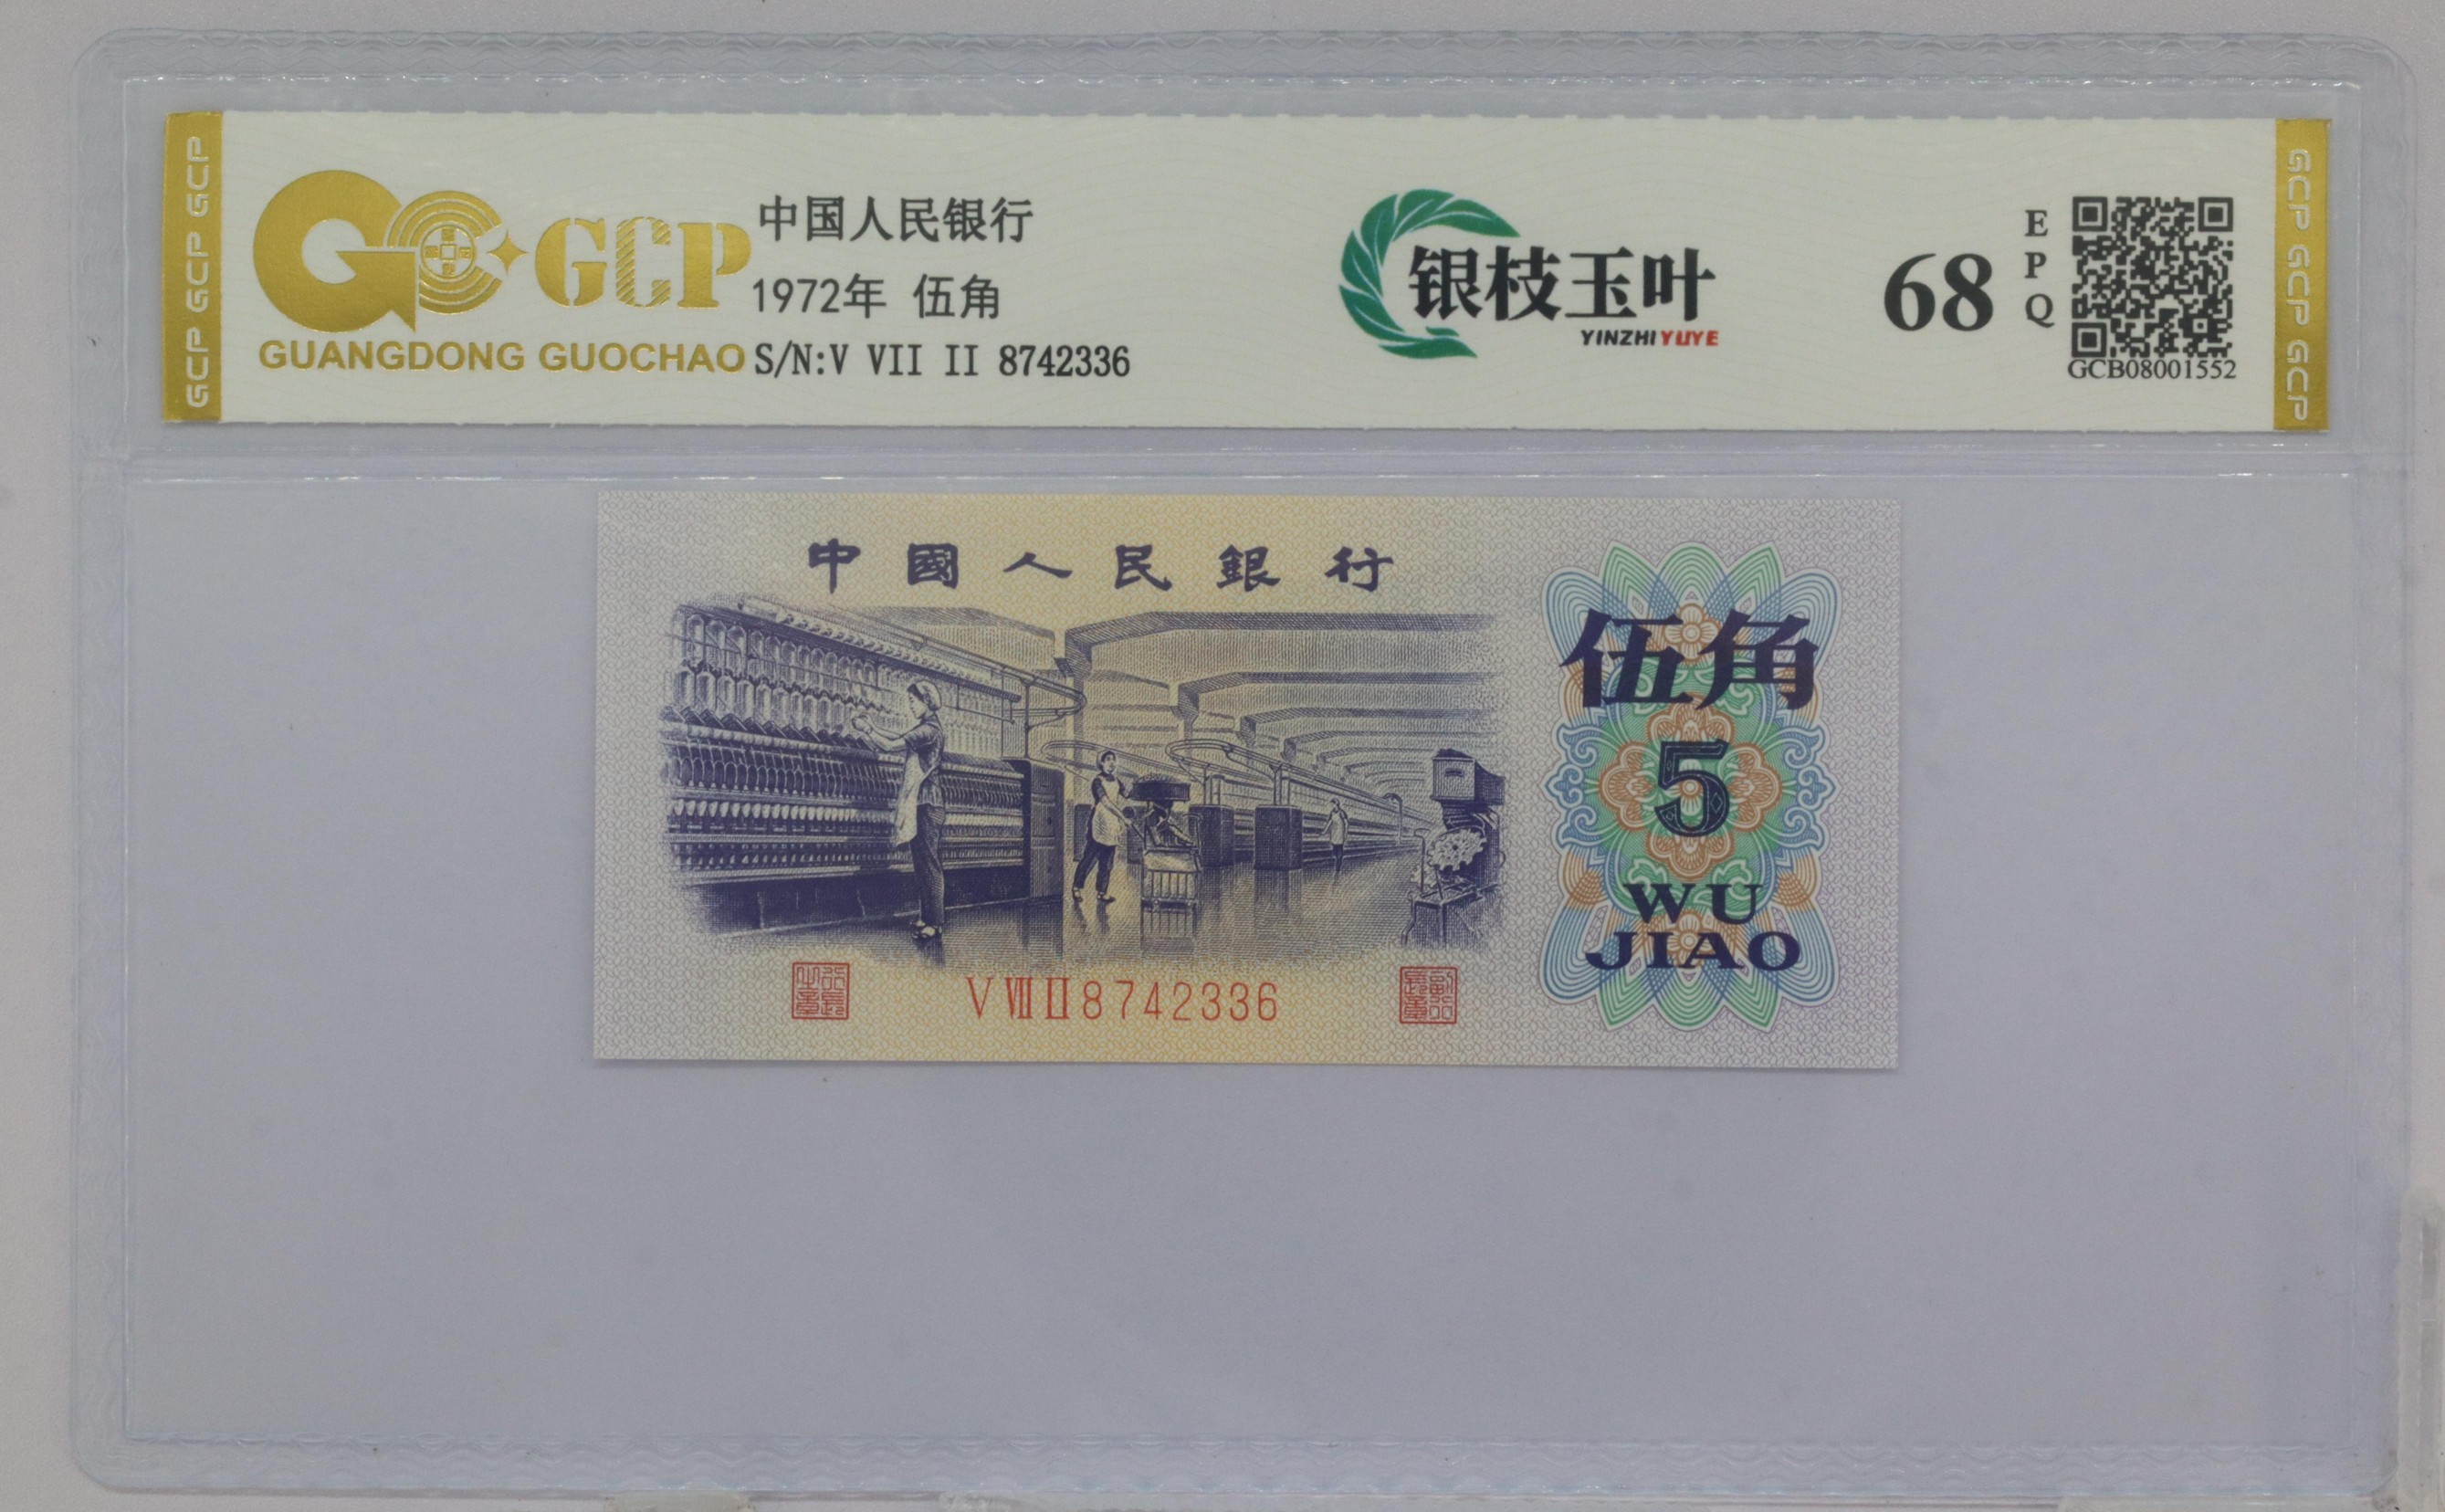 GCP GCP GCP
GCP
GUANGDONG GUOCHAO
中国人民银行
1972年 伍角
S/N:V VII II 8742336
银枝玉叶
YINZHIYUYE
68
EPQ
GCB08001552
GCP GCP GCP
中國人民銀行
伍角
5
WU
JIAO
Ⅴ Ⅶ Ⅱ 8742336